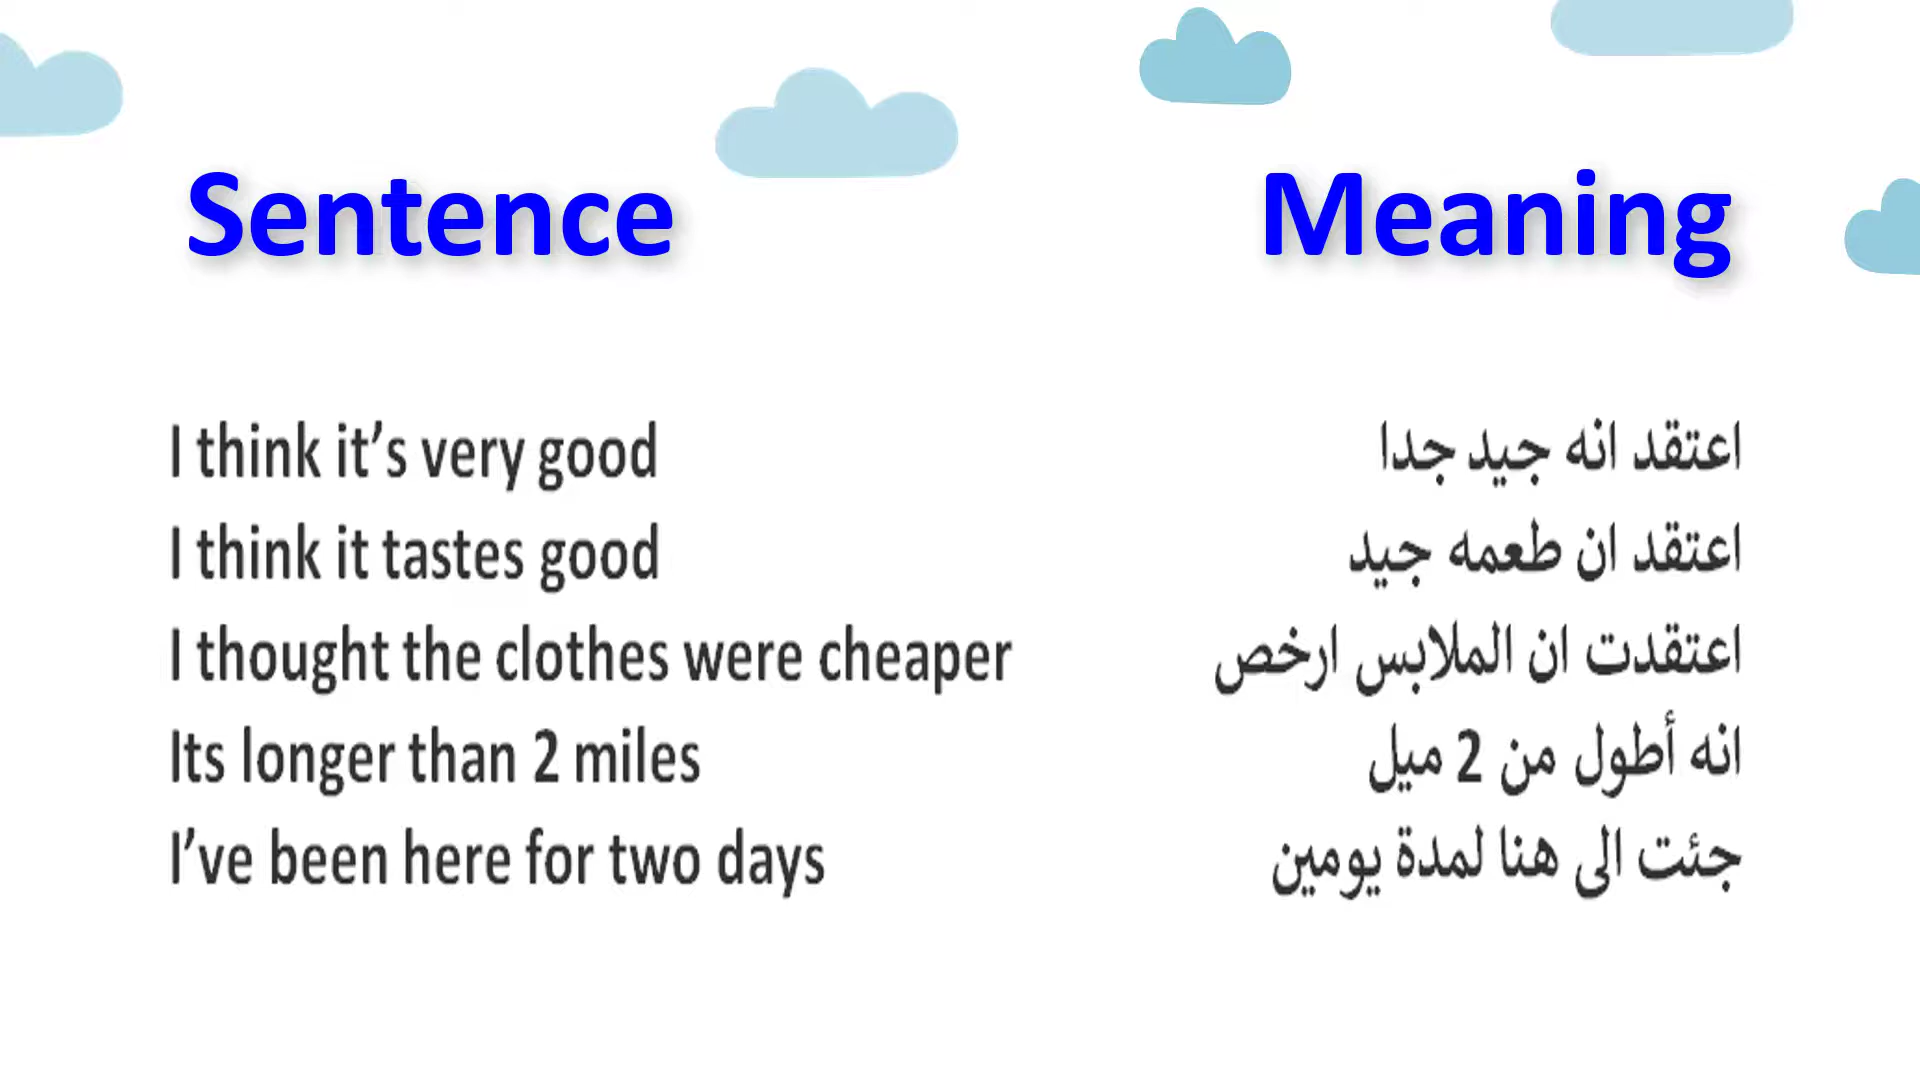 Sentence Meaning
I think it’s very good اعتقد انه جيد جدا
I think it tastes good اعتقد ان طعمه جيد
I thought the clothes were cheaper اعتقدت ان الملابس ارخص
Its longer than 2 miles انه أطول من 2 ميل
I’ve been here for two days جئت الى هنا لمدة يومين